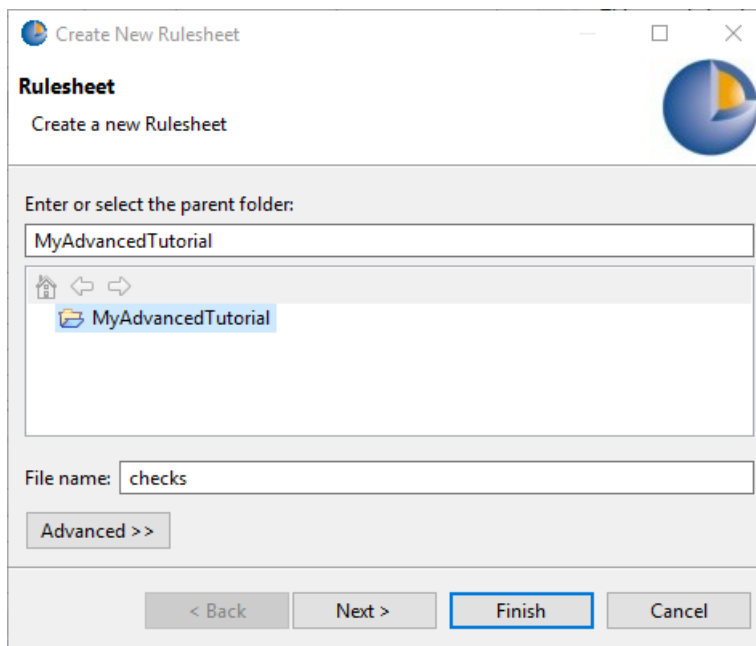 Create New Rulesheet
Rulesheet
Create a new Rulesheet
Enter or select the parent folder:
MyAdvancedTutorial
MyAdvancedTutorial
File name: checks
Advanced >>
< Back Next > Finish Cancel